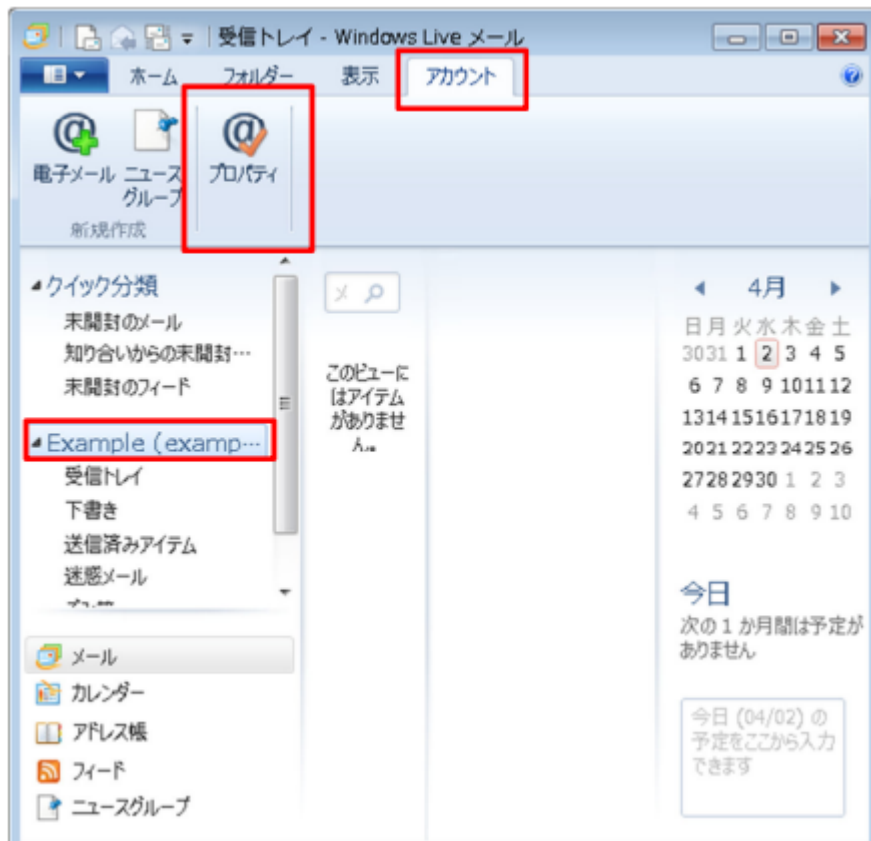 受信トレイ - Windows Live メール
ホーム フォルダー 表示 アカウント
電子メール ニュース グループ プロパティ
新規作成
クイック分類
未開封のメール
知り合いからの未開封…
未開封のフィード
Example (examp…
受信トレイ
下書き
送信済みアイテム
迷惑メール
メール
カレンダー
アドレス帳
フィード
ニュースグループ
メ
このビューに
はアイテム
がありませ
ん。
4月
日 月 火 水 木 金 土
30 31 1 2 3 4 5
6 7 8 9 10 11 12
13 14 15 16 17 18 19
20 21 22 23 24 25 26
27 28 29 30 1 2 3
4 5 6 7 8 9 10
今日
次の 1 か月間は予定が
ありません
今日 (04/02) の
予定をここから入力
できます